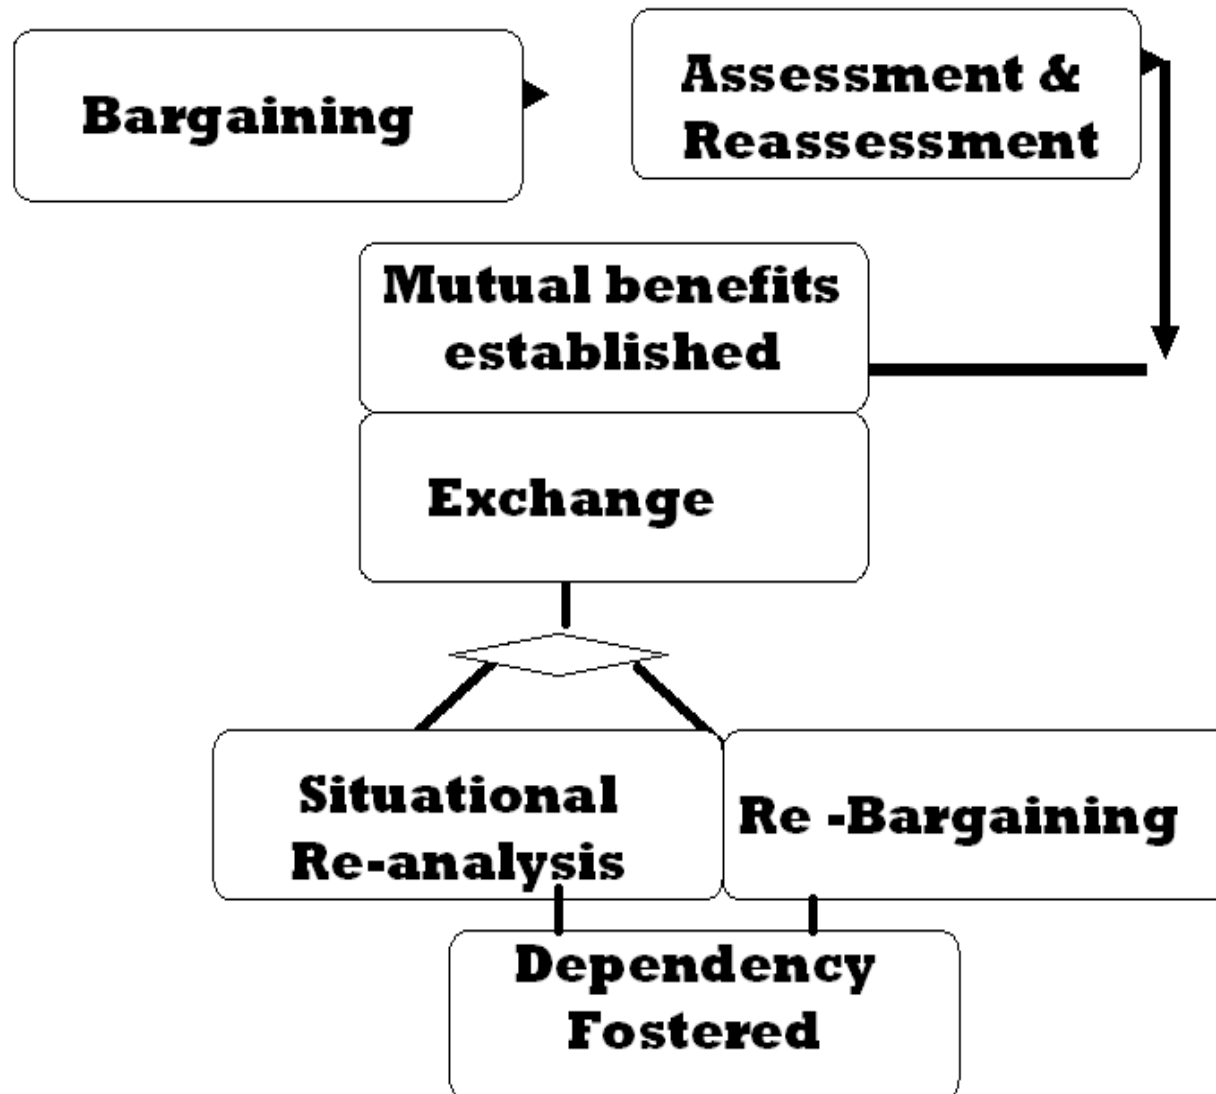 Bargaining
Assessment &
Reassessment
Mutual benefits
established
Exchange
Situational
Re-analysis
Re -Bargaining
Dependency
Fostered